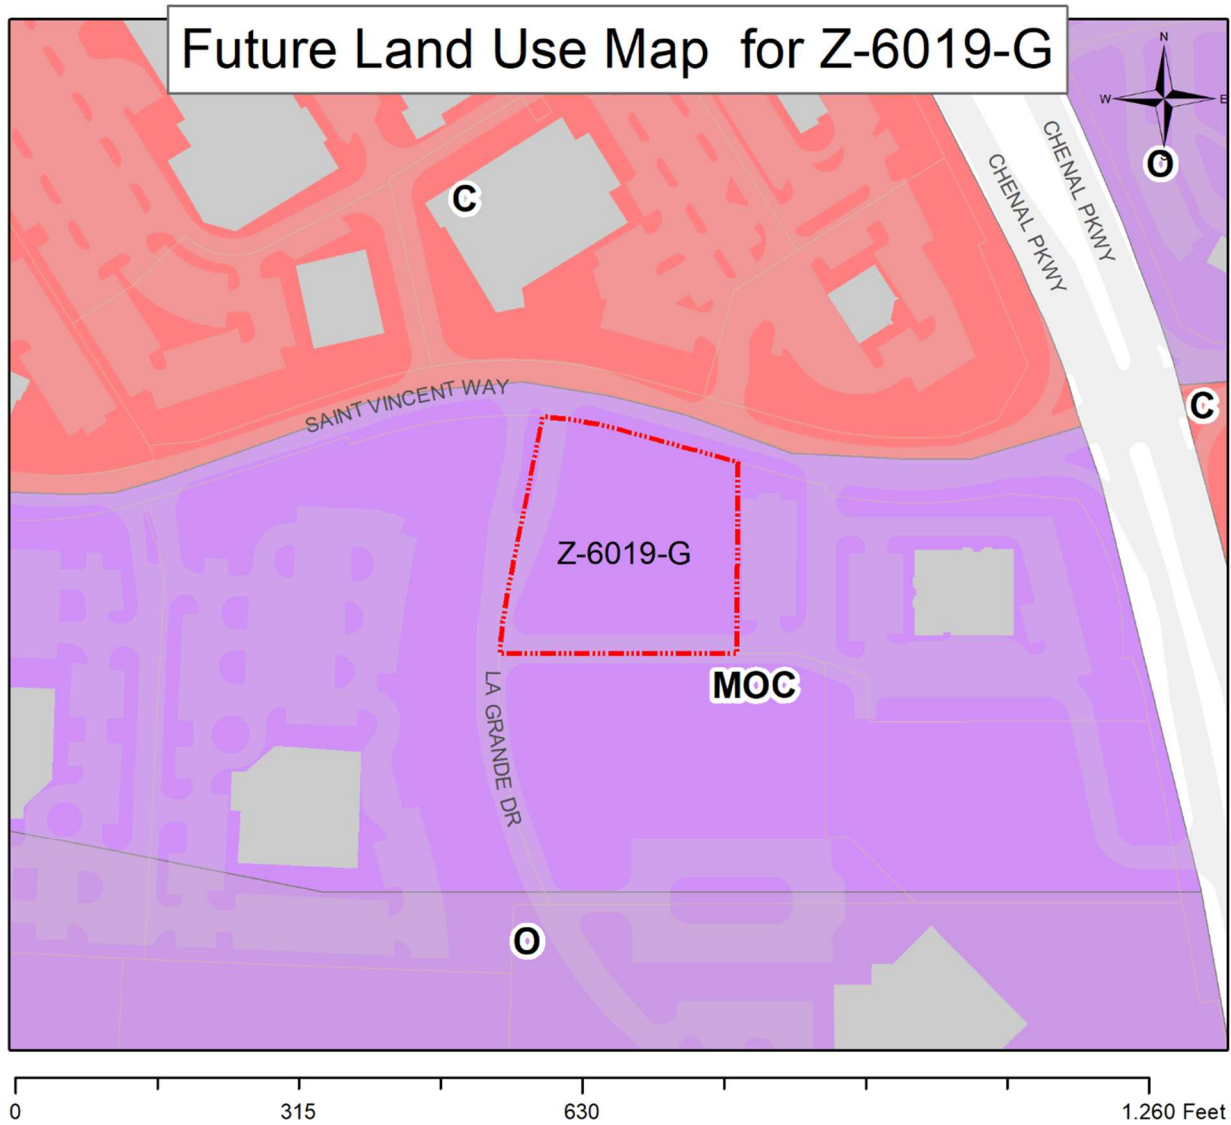 Future Land Use Map for Z-6019-G
N
W
E
S
O
CHENAL PKWY
CHENAL PKWY
C
C
SAINT VINCENT WAY
Z-6019-G
MOC
LA GRANDE DR
O
0 315 630 1.260 Feet